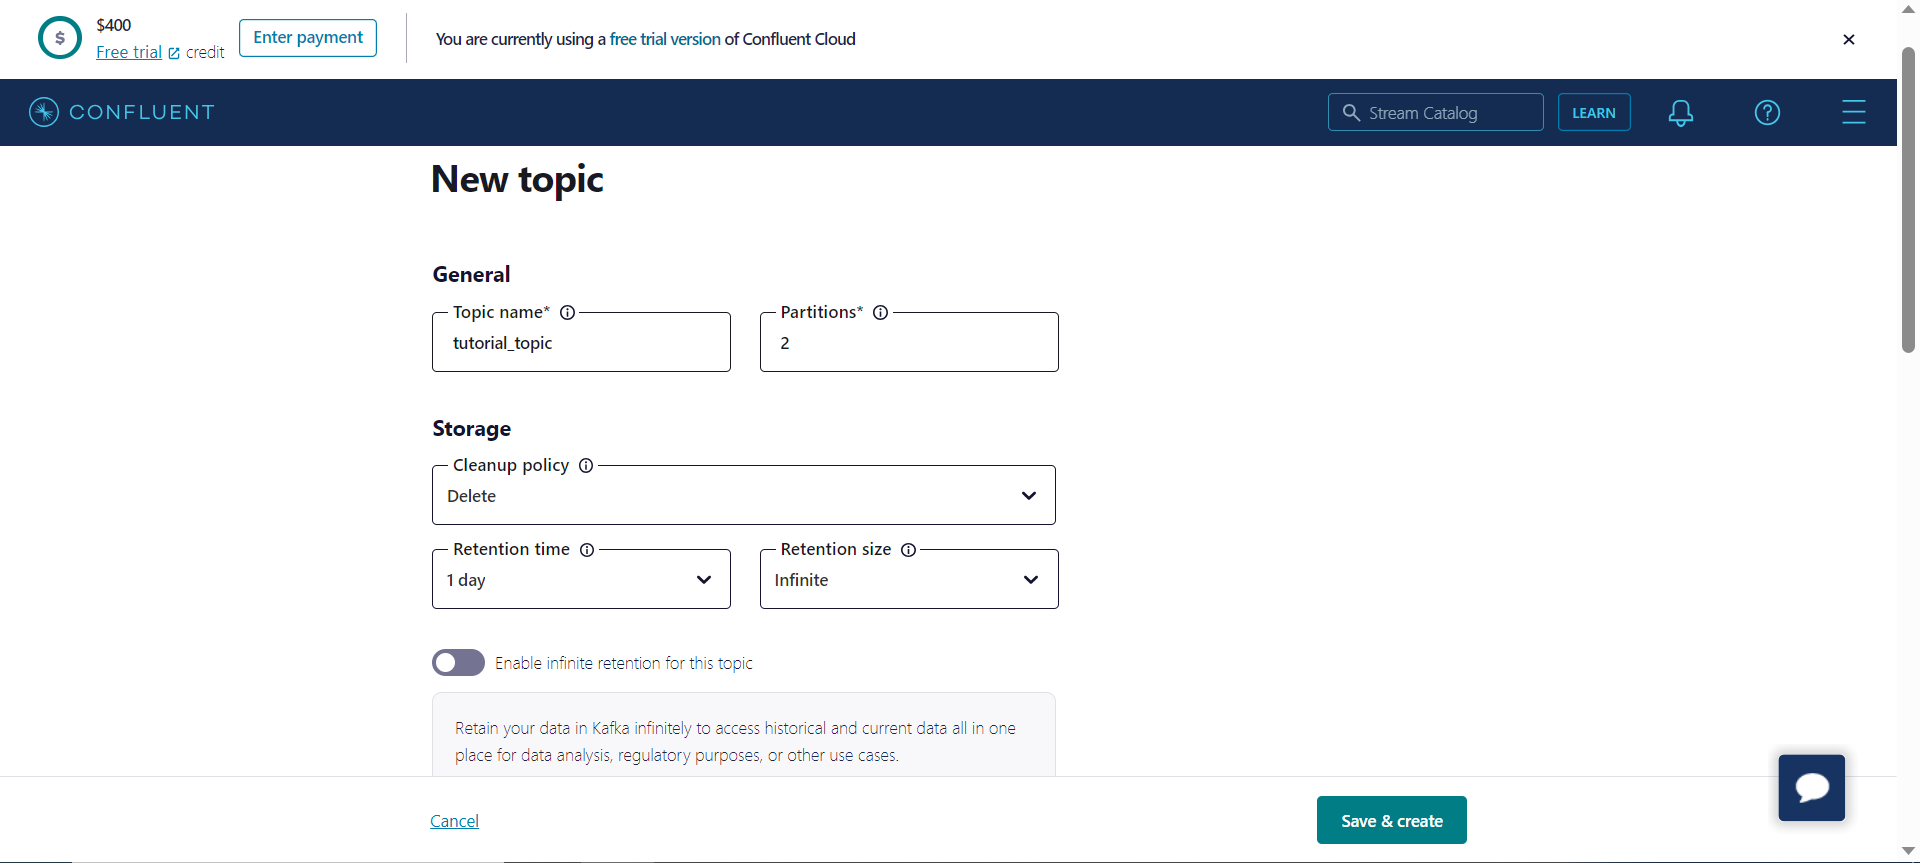 $400
Free trial credit
Enter payment
You are currently using a free trial version of Confluent Cloud
CONFLUENT
Stream Catalog
LEARN
New topic
General
Topic name*
Partitions*
tutorial_topic
2
Storage
Cleanup policy
Delete
Retention time
Retention size
1 day
Infinite
Enable infinite retention for this topic
Retain your data in Kafka infinitely to access historical and current data all in one
place for data analysis, regulatory purposes, or other use cases.
Cancel
Save & create